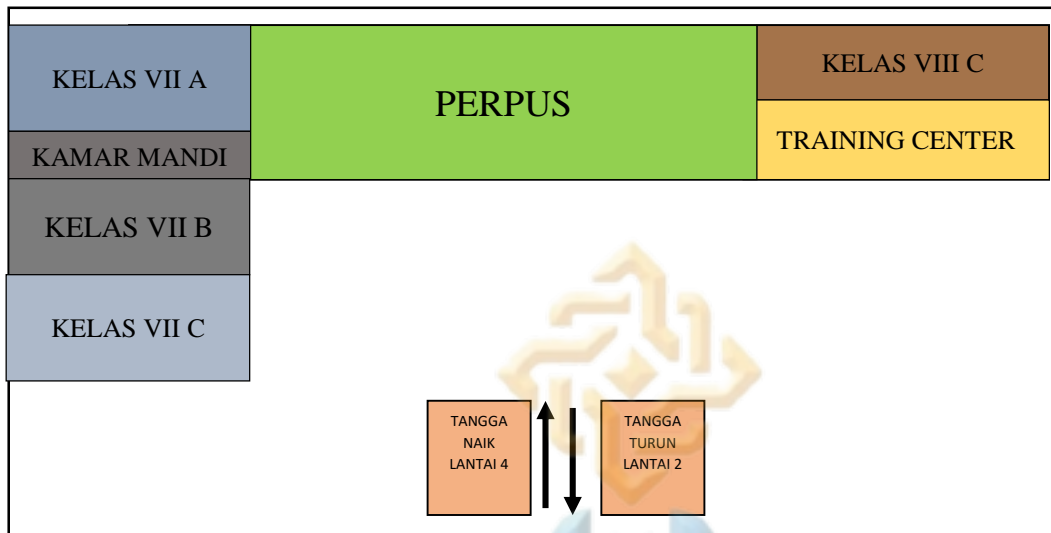 KELAS VII A
PERPUS
KELAS VIII C
KAMAR MANDI
TRAINING CENTER
KELAS VII B
KELAS VII C
TANGGA
NAIK
LANTAI 4
TANGGA
TURUN
LANTAI 2